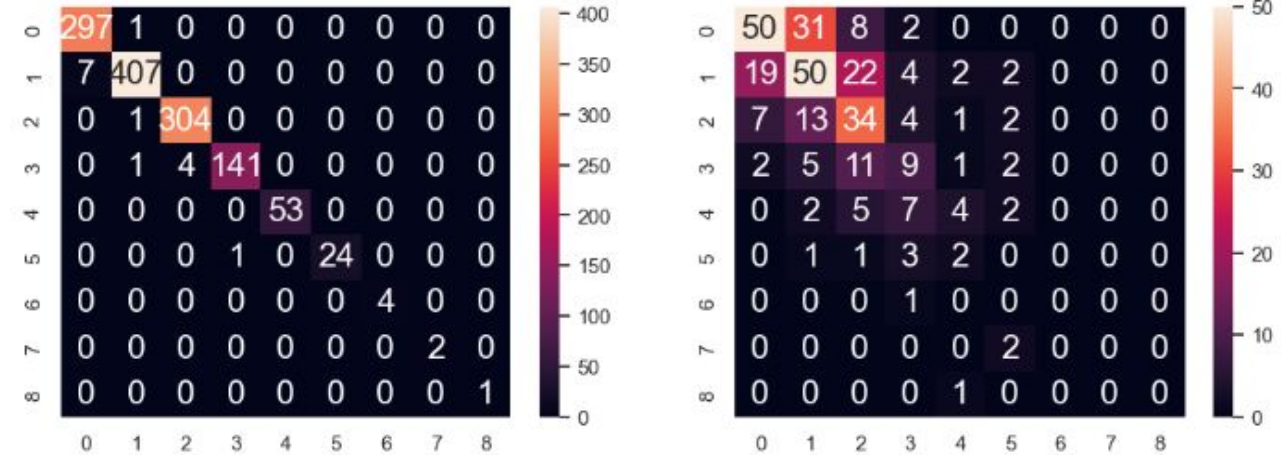 0 297 1 0 0 0 0 0 0 0
1 7 407 0 0 0 0 0 0 0
2 0 1 304 0 0 0 0 0 0
3 0 1 4 141 0 0 0 0 0
4 0 0 0 0 53 0 0 0 0
5 0 0 0 1 0 24 0 0 0
6 0 0 0 0 0 0 4 0 0
7 0 0 0 0 0 0 0 2 0
8 0 0 0 0 0 0 0 0 1
0 1 2 3 4 5 6 7 8
400
350
300
250
200
150
100
50
0
0 50 31 8 2 0 0 0 0 0
1 19 50 22 4 2 2 0 0 0
2 7 13 34 4 1 2 0 0 0
3 2 5 11 9 1 2 0 0 0
4 0 2 5 7 4 2 0 0 0
5 0 1 1 3 2 0 0 0 0
6 0 0 0 1 0 0 0 0 0
7 0 0 0 0 0 2 0 0 0
8 0 0 0 0 1 0 0 0 0
0 1 2 3 4 5 6 7 8
50
40
30
20
10
0